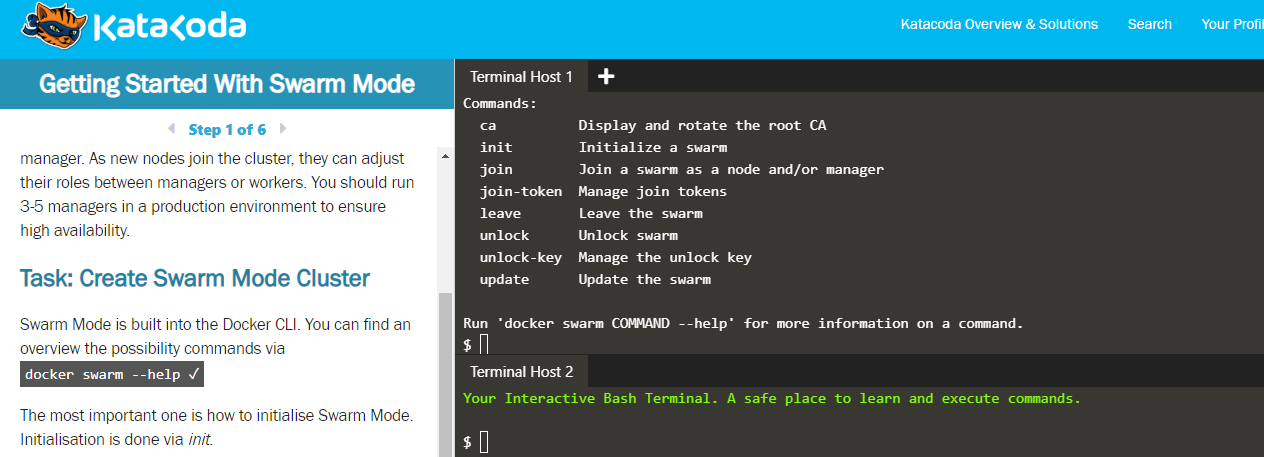 Katacoda
Katacoda Overview & Solutions
Search
Your Profil
Getting Started With Swarm Mode
Step 1 of 6
manager. As new nodes join the cluster, they can adjust
their roles between managers or workers. You should run
3-5 managers in a production environment to ensure
high availability.
Task: Create Swarm Mode Cluster
Swarm Mode is built into the Docker CLI. You can find an
overview the possibility commands via
docker swarm --help ✓
The most important one is how to initialise Swarm Mode.
Initialisation is done via init.
Terminal Host 1 +
Commands:
ca Display and rotate the root CA
init Initialize a swarm
join Join a swarm as a node and/or manager
join-token Manage join tokens
leave Leave the swarm
unlock Unlock swarm
unlock-key Manage the unlock key
update Update the swarm
Run 'docker swarm COMMAND --help' for more information on a command.
$
Terminal Host 2
Your Interactive Bash Terminal. A safe place to learn and execute commands.
$